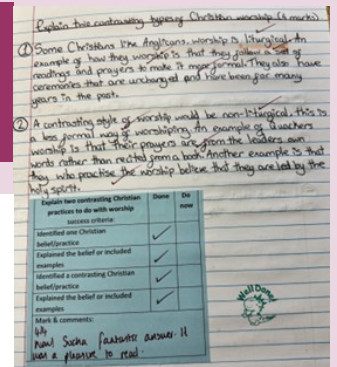 Explain two contrasting types of Christian worship (4 marks)
① Some Christians like Anglicans, worship is liturgical. An
example of how they worship is that they follow a set of
readings and prayers to make it more formal. They also have
ceremonies that are unchanged and have been for many
years in the past.
② A contrasting style of worship would be non-liturgical, this is
a less formal way of worshipping. An example of Quachers
worship is that their prayers are from the leaders own
words rather than recited from a book. Another example is that
they who practise the worship believe that they are led by the
holy spirit.
Explain two contrasting Christian
practices to do with worship
success criteria:
Done
Do
now
Identified one Christian
belief/practice
Explained the belief or included
examples
Identified a contrasting Christian
belief/practice
Explained the belief or included
examples
Mark & comments:
4/4
Such a fantastic answer. It
was a pleasure to read.
Well Done!